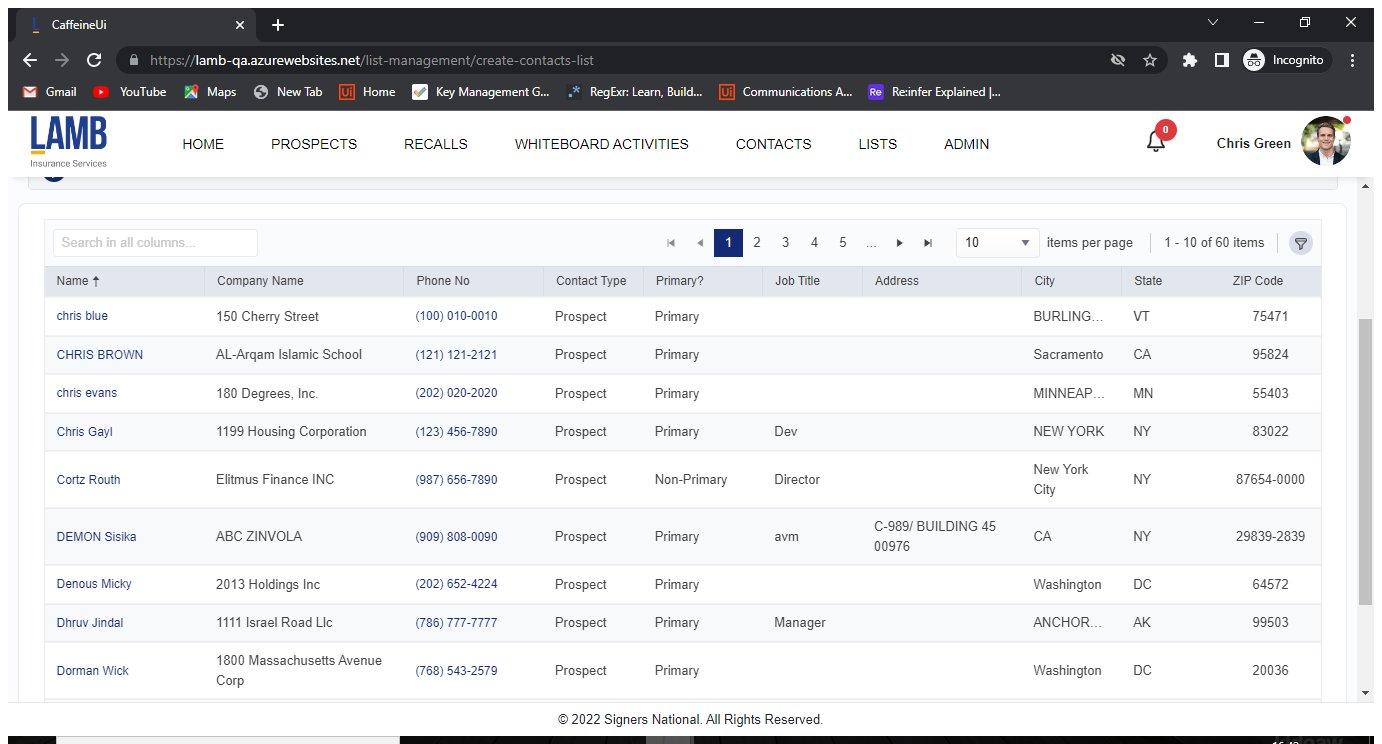 CaffeineUi
https://lamb-qa.azurewebsites.net/list-management/create-contacts-list
Incognito
Gmail YouTube Maps New Tab Home Key Management G... RegExr: Learn, Build... Communications A... Re:infer Explained |...
LAMB
Insurance Services
HOME PROSPECTS RECALLS WHITEBOARD ACTIVITIES CONTACTS LISTS ADMIN 0 Chris Green
Search in all columns... 1 2 3 4 5 ... 10 items per page 1 - 10 of 60 items
Name Company Name Phone No Contact Type Primary? Job Title Address City State ZIP Code
chris blue 150 Cherry Street (100) 010-0010 Prospect Primary BURLING... VT 75471
CHRIS BROWN AL-Arqam Islamic School (121) 121-2121 Prospect Primary Sacramento CA 95824
chris evans 180 Degrees, Inc. (202) 020-2020 Prospect Primary MINNEAP... MN 55403
Chris Gayl 1199 Housing Corporation (123) 456-7890 Prospect Primary Dev NEW YORK NY 83022
Cortz Routh Elitmus Finance INC (987) 656-7890 Prospect Non-Primary Director New York City NY 87654-0000
DEMON Sisika ABC ZINVOLA (909) 808-0090 Prospect Primary avm C-989/ BUILDING 45 00976 CA NY 29839-2839
Denous Micky 2013 Holdings Inc (202) 652-4224 Prospect Primary Washington DC 64572
Dhruv Jindal 1111 Israel Road Llc (786) 777-7777 Prospect Primary Manager ANCHOR... AK 99503
Dorman Wick 1800 Massachusetts Avenue Corp (768) 543-2579 Prospect Primary Washington DC 20036
© 2022 Signers National. All Rights Reserved.